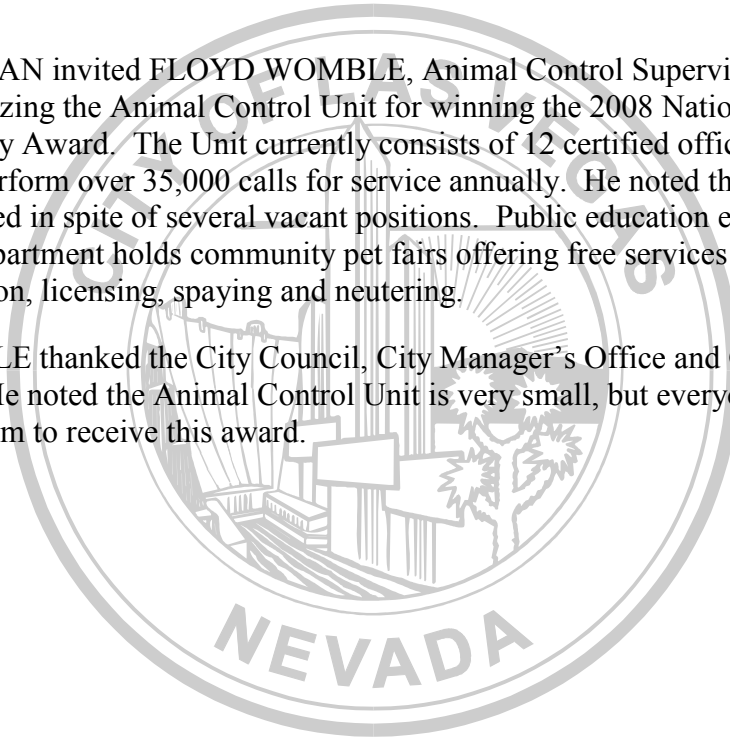 AN invited FLOYD WOMBLE, Animal Control Supervi
zing the Animal Control Unit for winning the 2008 Natio
y Award. The Unit currently consists of 12 certified offic
rform over 35,000 calls for service annually. He noted th
ed in spite of several vacant positions. Public education e
partment holds community pet fairs offering free services
on, licensing, spaying and neutering.
LE thanked the City Council, City Manager’s Office and
He noted the Animal Control Unit is very small, but everyo
m to receive this award.
CITY OF LAS VEGAS
NEVADA